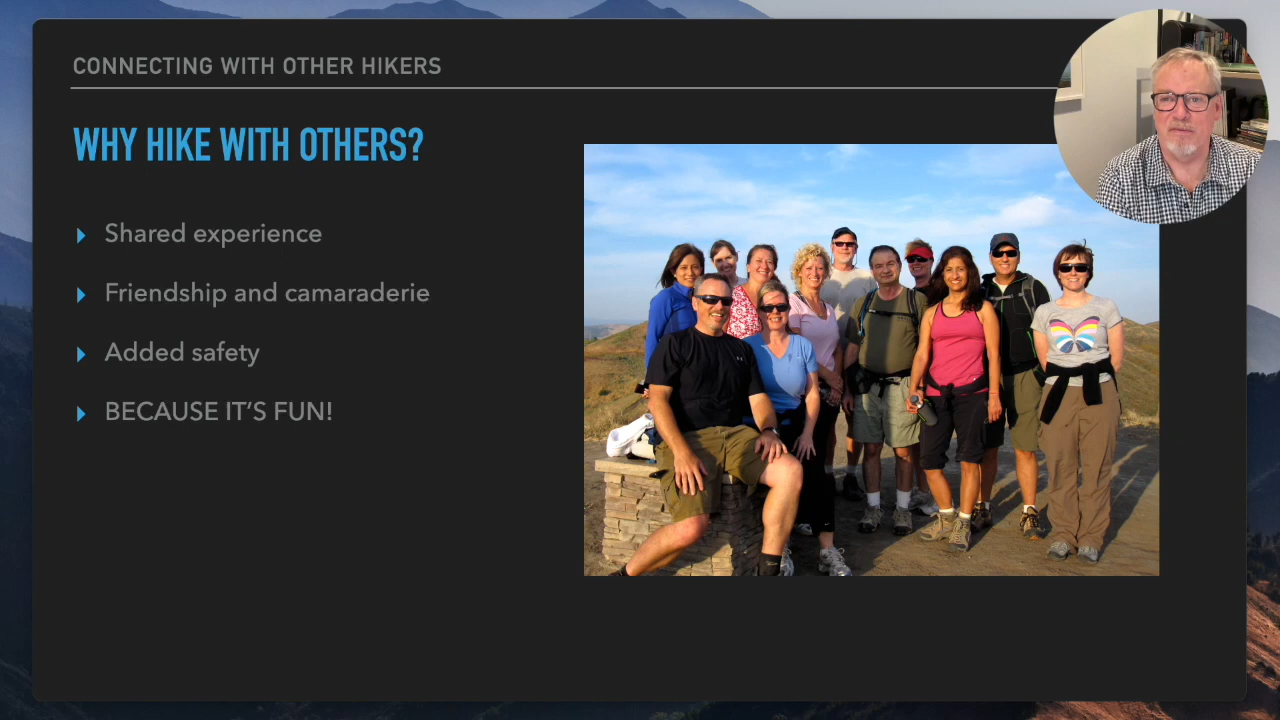 CONNECTING WITH OTHER HIKERS
WHY HIKE WITH OTHERS?
Shared experience
Friendship and camaraderie
Added safety
BECAUSE IT'S FUN!